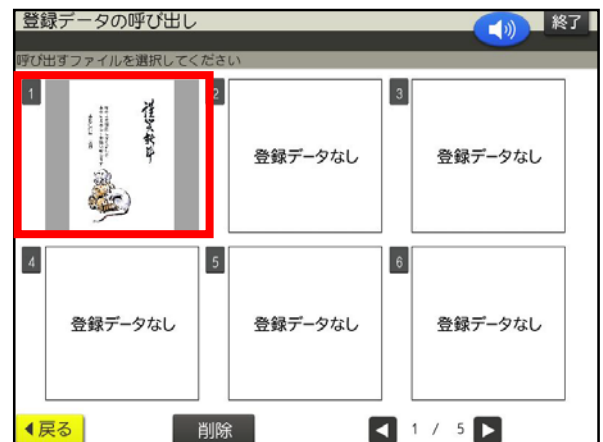 登録データの呼び出し
終了
呼び出すファイルを選択してください
1
謹賀新年
2
登録データなし
3
登録データなし
4
登録データなし
5
登録データなし
6
登録データなし
戻る
削除
1 / 5